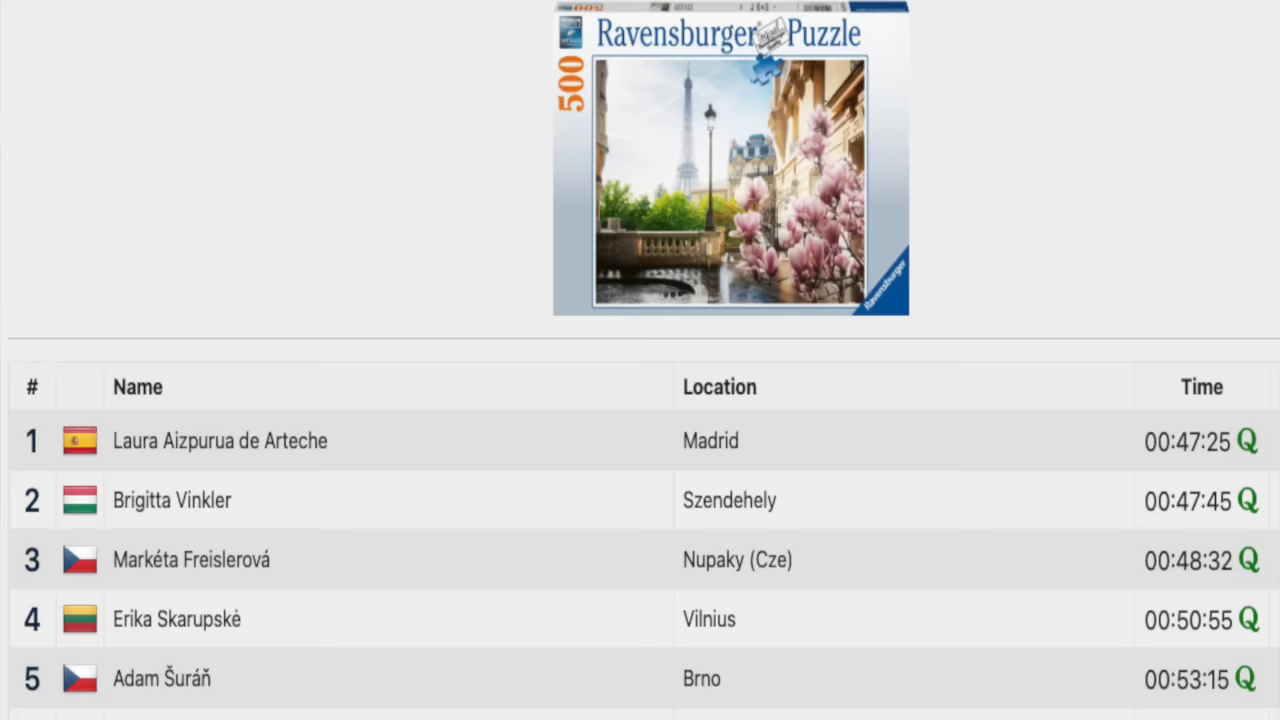 Ravensburger Puzzle
500
Ravensburger
# Name Location Time
1 Laura Aizpurua de Arteche Madrid 00:47:25 Q
2 Brigitta Vinkler Szendehely 00:47:45 Q
3 Markéta Freislerová Nupaky (Cze) 00:48:32 Q
4 Erika Skarupskė Vilnius 00:50:55 Q
5 Adam Šuráň Brno 00:53:15 Q